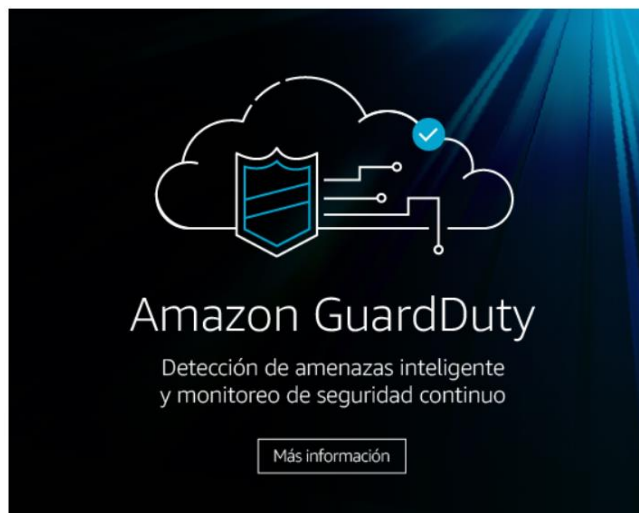 Amazon GuardDuty
Detección de amenazas inteligente
y monitoreo de seguridad continuo
Más información